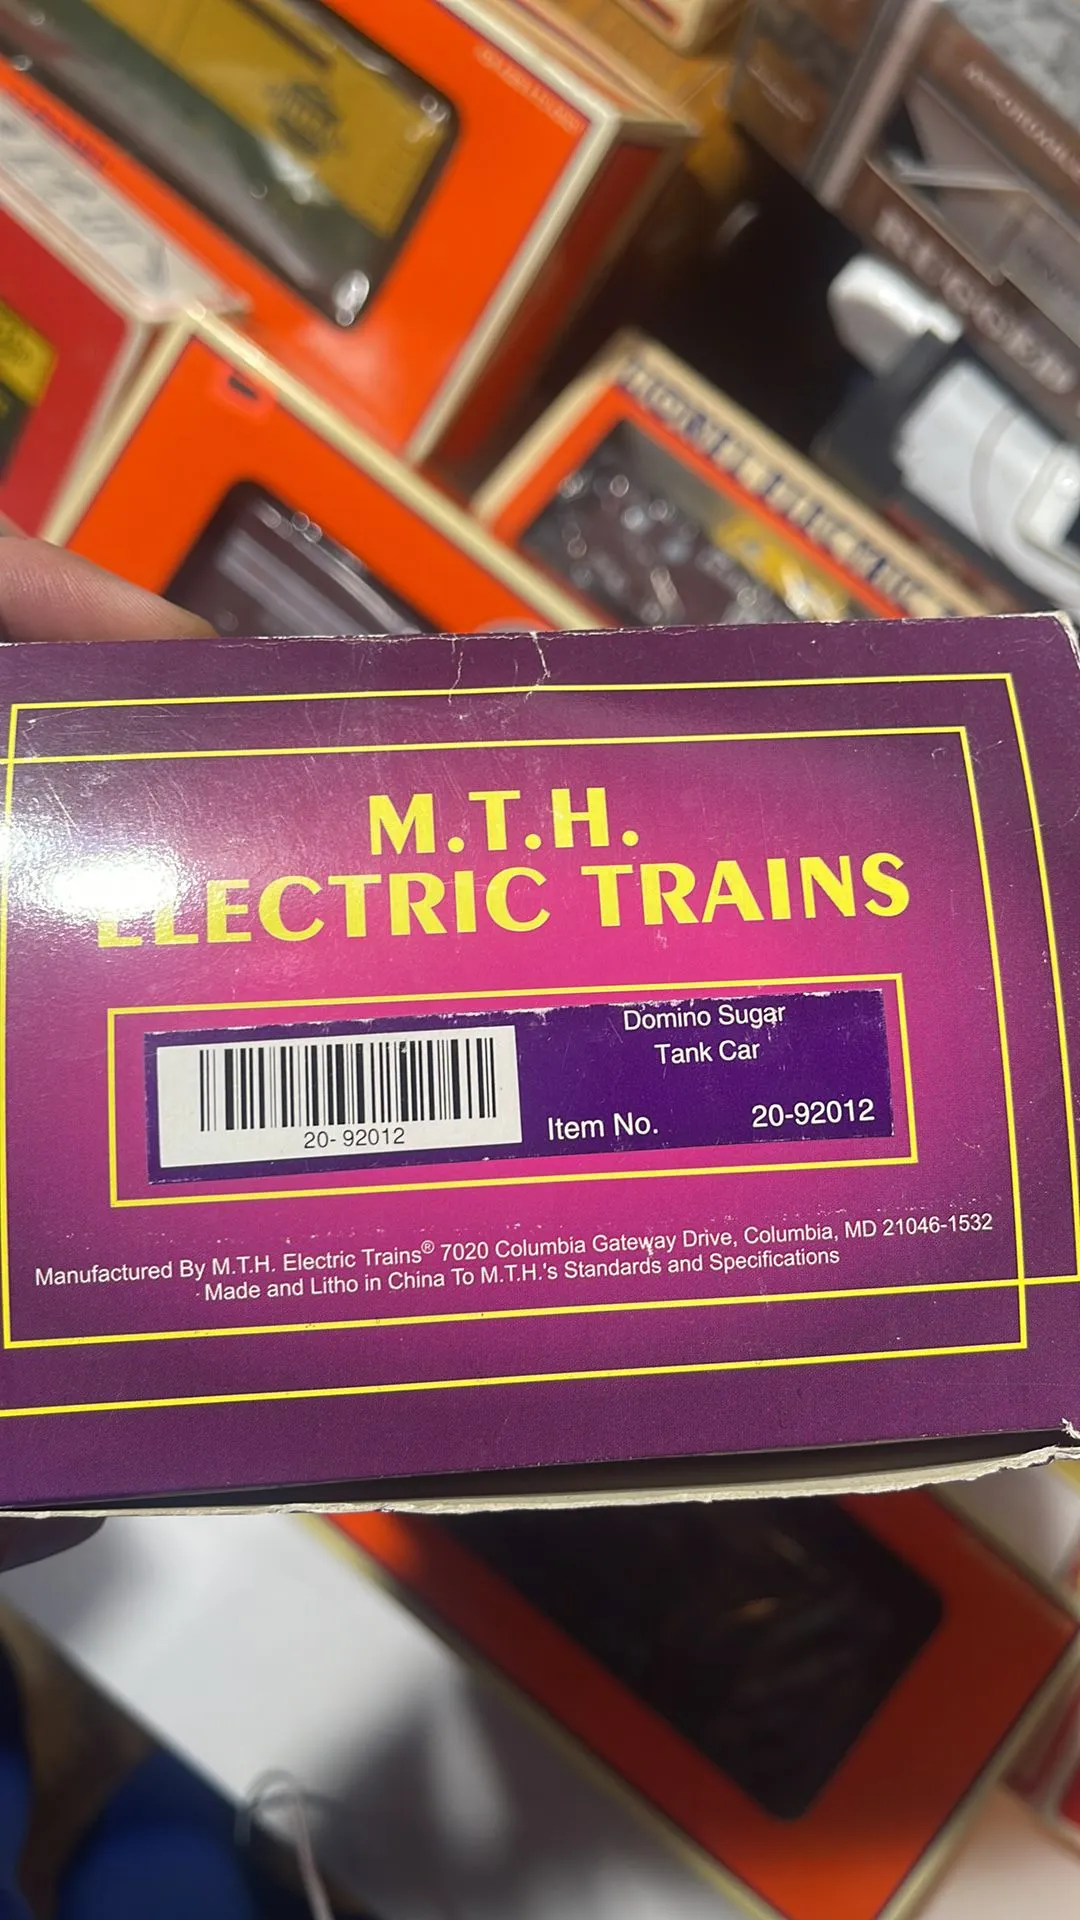 M.T.H.
ELECTRIC TRAINS
Domino Sugar
Tank Car
20- 92012
Item No. 20-92012
Manufactured By M.T.H. Electric Trains® 7020 Columbia Gateway Drive, Columbia, MD 21046-1532
Made and Litho in China To M.T.H.'s Standards and Specifications